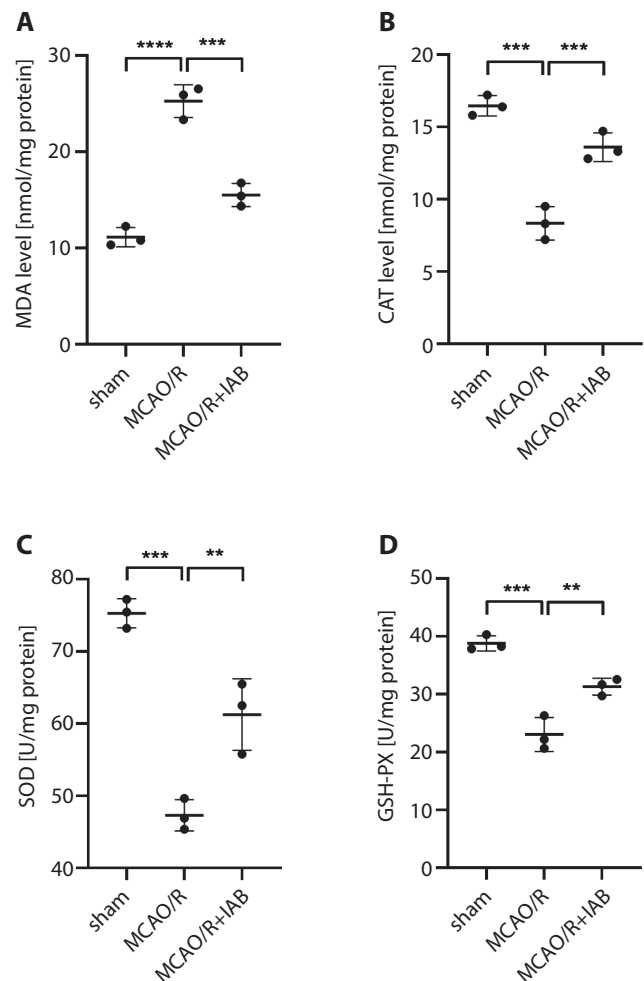 A
**** ***
MDA level [nmol/mg protein]
30
20
10
0
sham
MCAO/R
MCAO/R+IAB
B
*** ***
CAT level [nmol/mg protein]
20
15
10
5
0
sham
MCAO/R
MCAO/R+IAB
C
*** **
SOD [U/mg protein]
80
70
60
50
40
sham
MCAO/R
MCAO/R+IAB
D
*** **
GSH-PX [U/mg protein]
50
40
30
20
10
0
sham
MCAO/R
MCAO/R+IAB